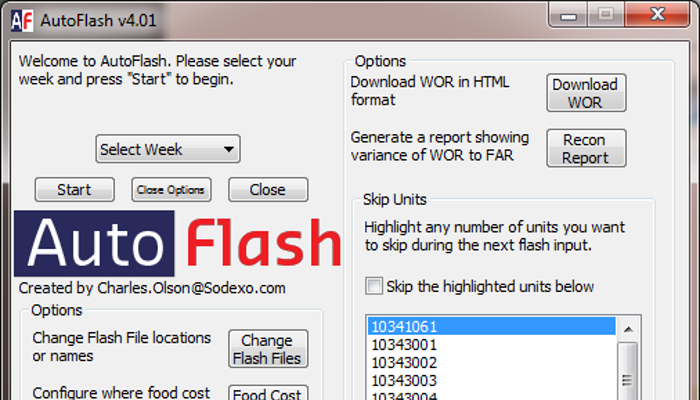 AutoFlash v4.01
Welcome to AutoFlash. Please select your
week and press "Start" to begin.
Select Week
Start
Close Options
Close
Auto Flash
Created by Charles.Olson@Sodexo.com
Options
Change Flash File locations
or names
Change
Flash Files
Configure where food cost
Food Cost
Options
Download WOR in HTML
format
Download
WOR
Generate a report showing
variance of WOR to FAR
Recon
Report
Skip Units
Highlight any number of units you want
to skip during the next flash input.
Skip the highlighted units below
10341061
10343001
10343002
10343003
10343004